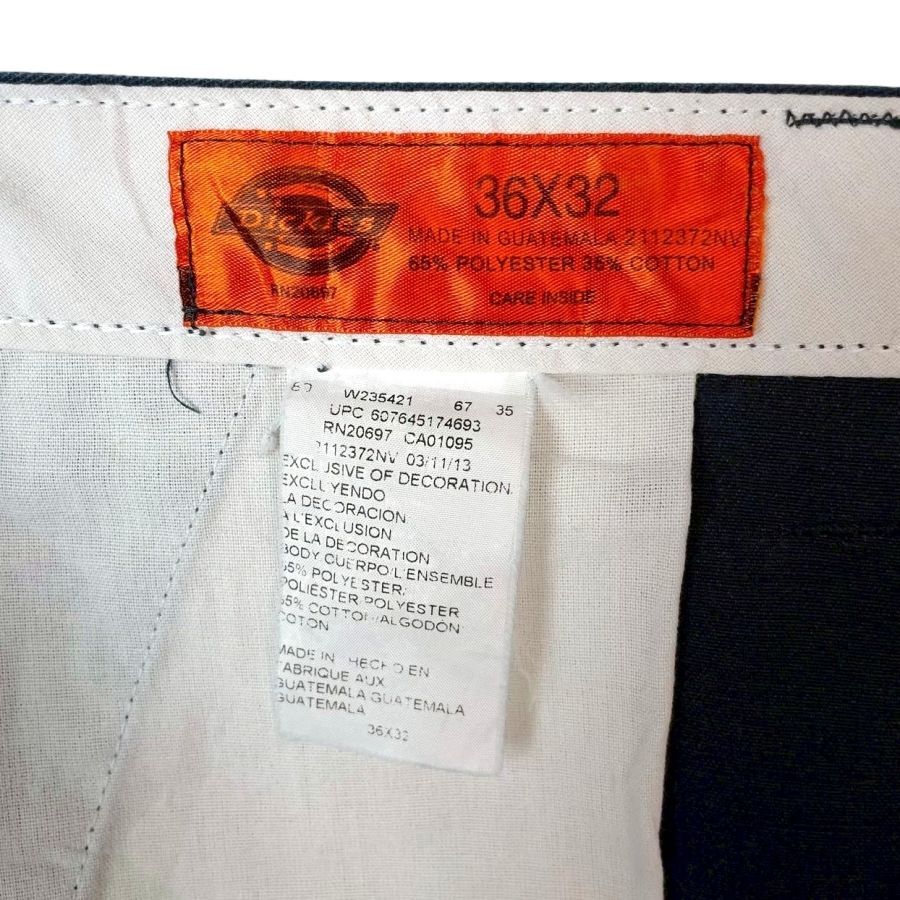 Dickies
RN20697
36X32
MADE IN GUATEMALA 2112372NV
65% POLYESTER 35% COTTON
CARE INSIDE
60 W235421 67 35
UPC 607645174693
RN20697 CA01095
2112372NV 03/11/13
EXCLUSIVE OF DECORATION
EXCLUYENDO
LA DECORACION
A L'EXCLUSION
DE LA DECORATION
BODY CUERPO/L'ENSEMBLE
65% POLYESTER/
POLIESTER POLYESTER
35% COTTON/ALGODÓN
COTON
MADE IN HECHO EN
FABRIQUE AUX
GUATEMALA GUATEMALA
GUATEMALA
36X32